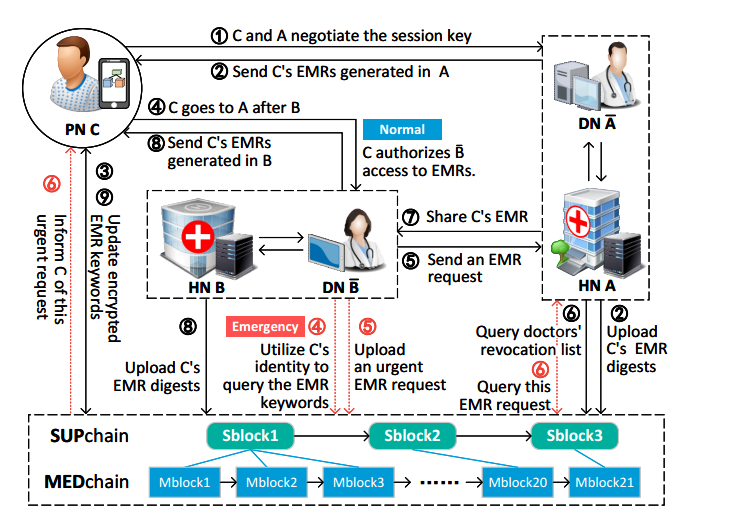 ① C and A negotiate the session key
② Send C's EMRs generated in A
PN C
DN A̅
④ C goes to A after B
⑧ Send C's EMRs
generated in B
Normal
C authorizes B̅
access to EMRs.
⑥
Inform C of this
urgent request
③
⑨
Update encrypted
EMR keywords
HN B
DN B̅
⑦ Share C's EMR
⑤ Send an EMR
request
HN A
⑧
Upload C's
EMR digests
Emergency ④
Utilize C's
identity to
query the EMR
keywords
⑤
Upload
an urgent
EMR request
⑥
Query doctors'
revocation list
⑥
Query this
EMR request
②
Upload
C's EMR
digests
SUPchain
Sblock1
Sblock2
Sblock3
MEDchain
Mblock1
Mblock2
Mblock3
......
Mblock20
Mblock21